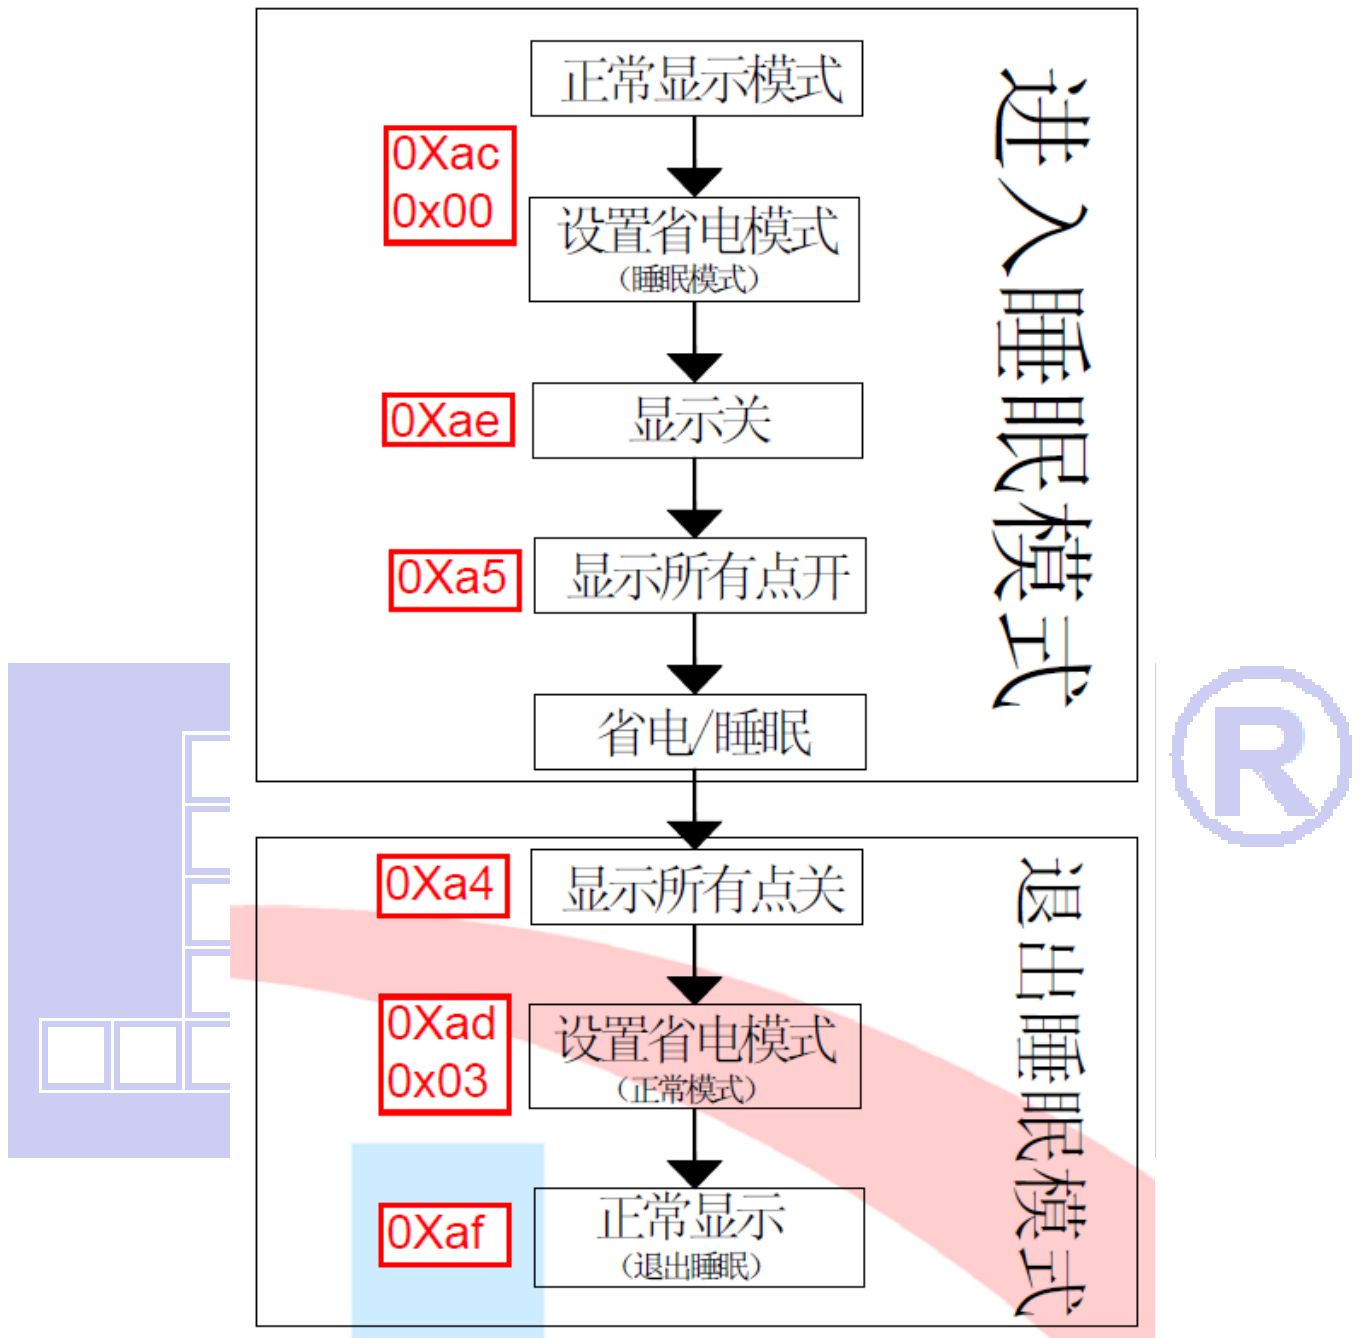 正常显示模式
0Xac
0x00
设置省电模式
（睡眠模式）
0Xae
显示关
0Xa5
显示所有点开
省电/睡眠
进入睡眠模式
0Xa4
显示所有点关
0Xad
0x03
设置省电模式
（正常模式）
0Xaf
正常显示
（退出睡眠）
退出睡眠模式
®